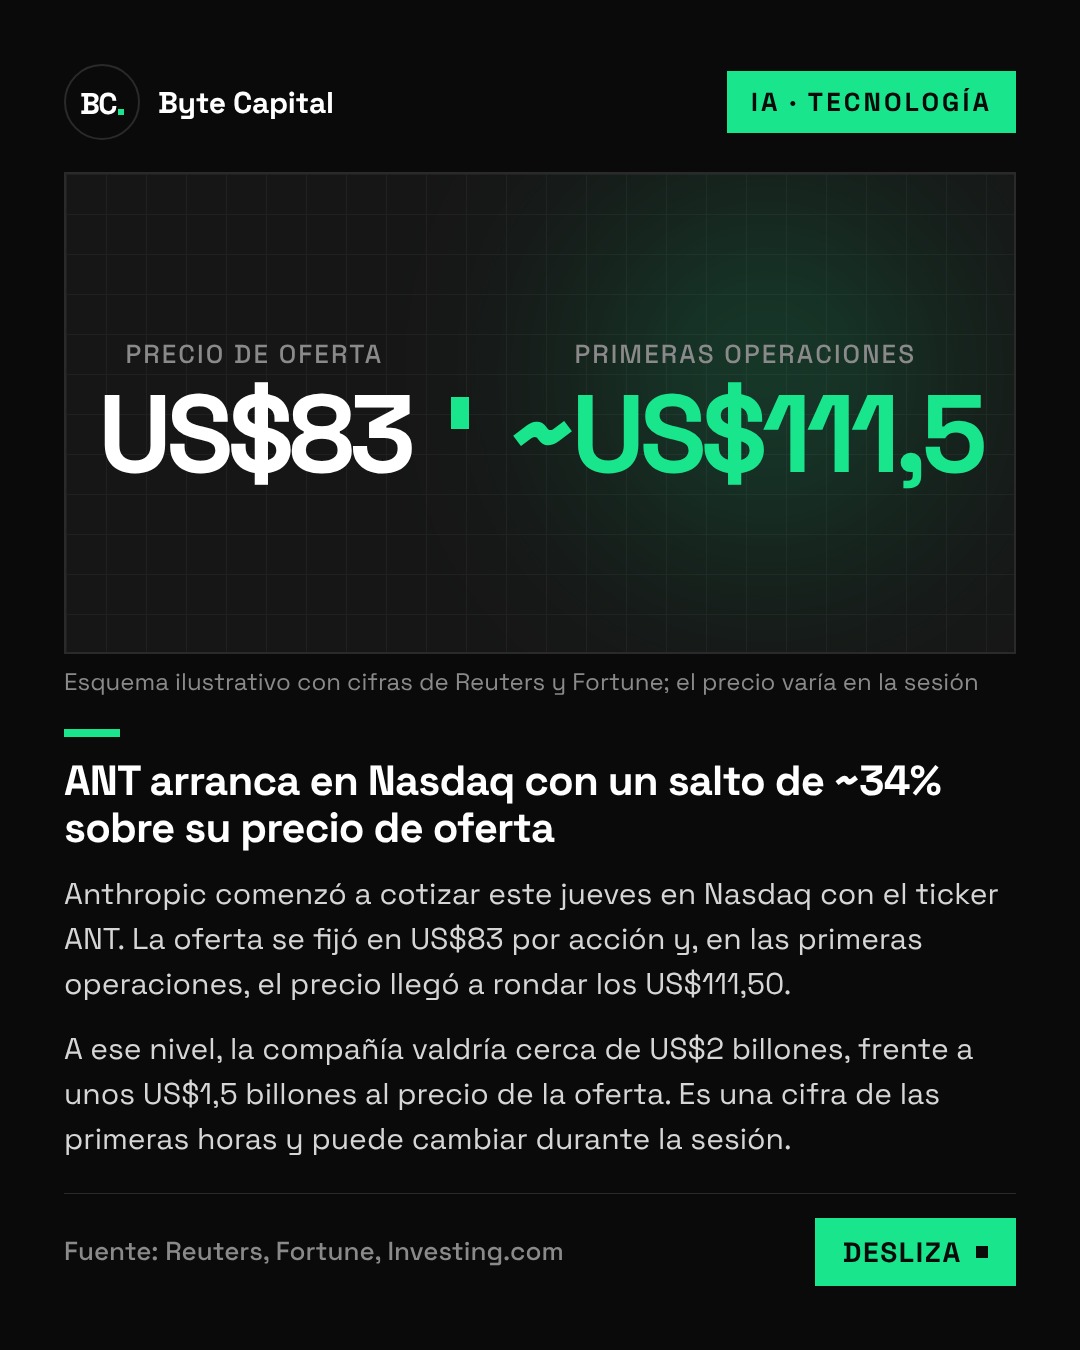 BC.
Byte Capital
IA · TECNOLOGÍA
PRECIO DE OFERTA
US$83
PRIMERAS OPERACIONES
~US$111,5
Esquema ilustrativo con cifras de Reuters y Fortune; el precio varía en la sesión
ANT arranca en Nasdaq con un salto de ~34%
sobre su precio de oferta
Anthropic comenzó a cotizar este jueves en Nasdaq con el ticker
ANT. La oferta se fijó en US$83 por acción y, en las primeras
operaciones, el precio llegó a rondar los US$111,50.
A ese nivel, la compañía valdría cerca de US$2 billones, frente a
unos US$1,5 billones al precio de la oferta. Es una cifra de las
primeras horas y puede cambiar durante la sesión.
Fuente: Reuters, Fortune, Investing.com
DESLIZA